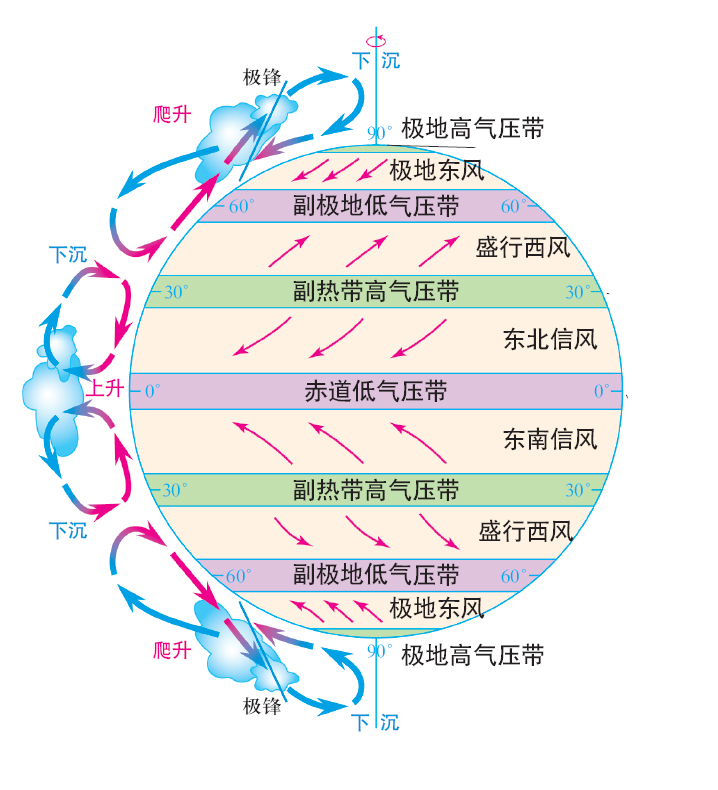 下 沉
极锋
爬升
90° 极地高气压带
极地东风
60° 副极地低气压带 60°
盛行西风
下沉
30° 副热带高气压带 30°
东北信风
上升 0° 赤道低气压带 0°
东南信风
30° 副热带高气压带 30°
下沉
盛行西风
60° 副极地低气压带 60°
极地东风
爬升
90° 极地高气压带
极锋
下 沉